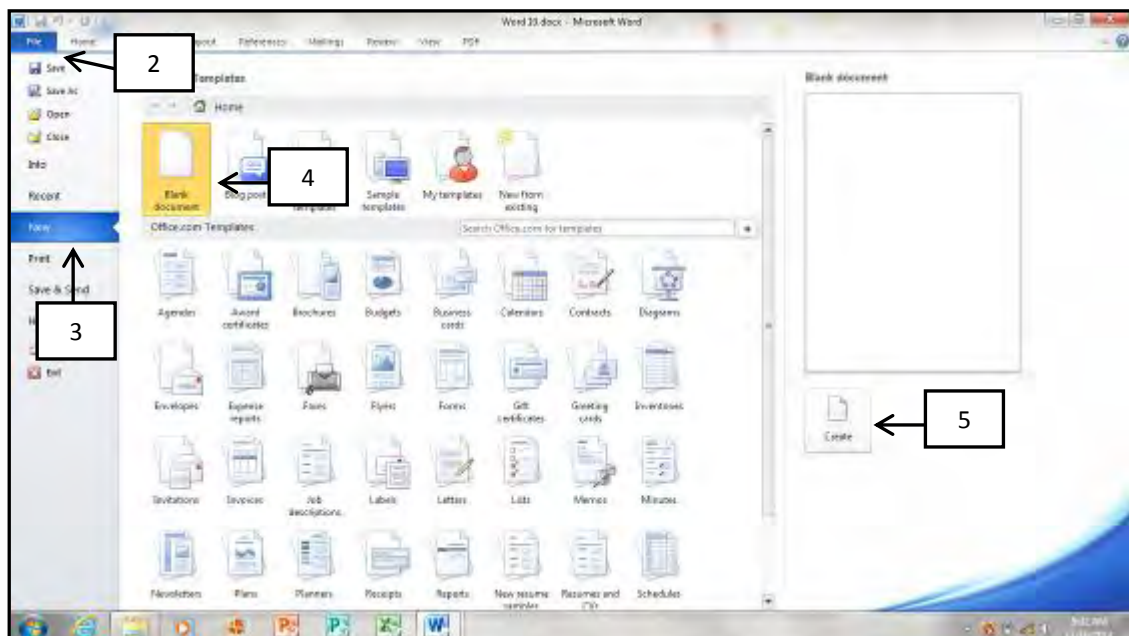 Word 10.docx - Microsoft Word
File Home References Mailings Review View PDF
2
Save
Save As
Open
Close
Info
Recent
New
Print
Save & Send
3
Exit
Templates
Home
Blank document
Blog post
4
templates
Sample templates
My templates
New from existing
Office.com Templates
Search Office.com for templates
Agendas
Award certificates
Brochures
Budgets
Business cards
Calendars
Contracts
Diagrams
Envelopes
Expense reports
Faxes
Flyers
Forms
Gift certificates
Greeting cards
Inventories
Invitations
Invoices
Job descriptions
Labels
Letters
Lists
Memos
Minutes
Newsletters
Plans
Planners
Receipts
Reports
New resume samples
Resumes and CVs
Schedules
Blank document
Create
5